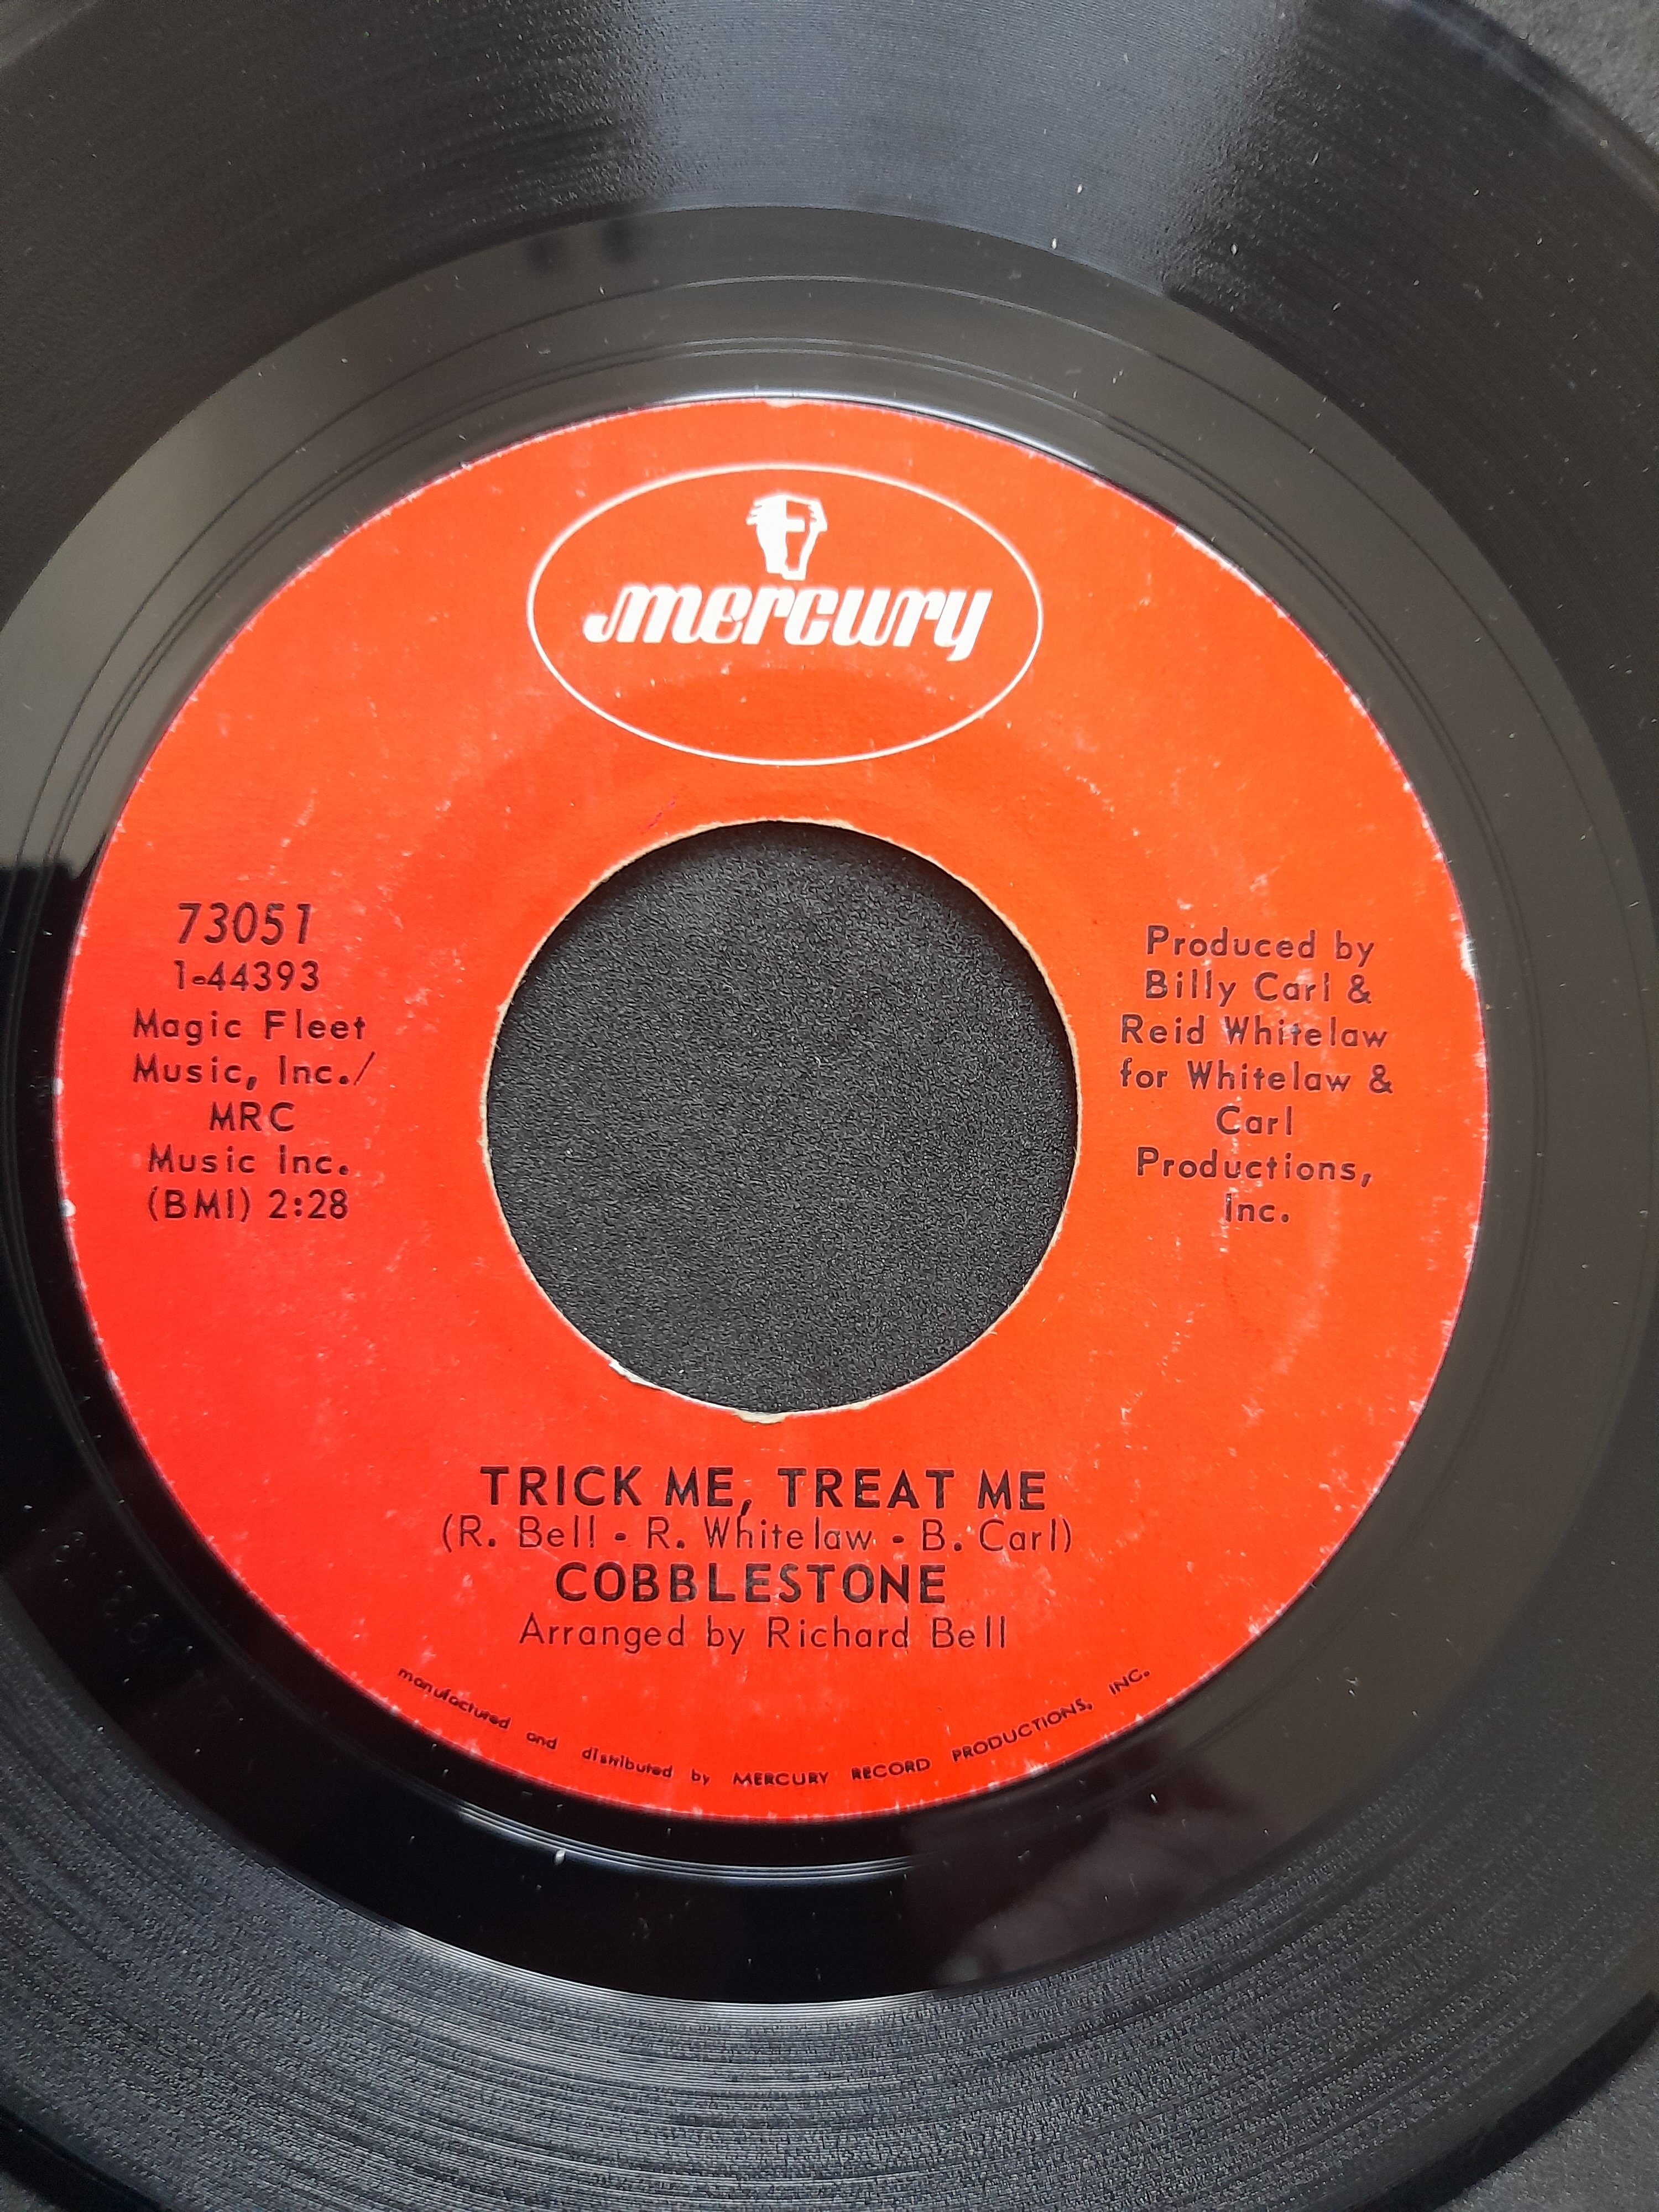 mercury
73051
1-44393
Magic Fleet
Music, Inc./
MRC
Music Inc.
(BMI) 2:28
Produced by
Billy Carl &
Reid Whitelaw
for Whitelaw &
Carl
Productions,
Inc.
TRICK ME, TREAT ME
(R. Bell - R. Whitelaw - B. Carl)
COBBLESTONE
Arranged by Richard Bell
manufactured and distributed by MERCURY RECORD PRODUCTIONS, INC.